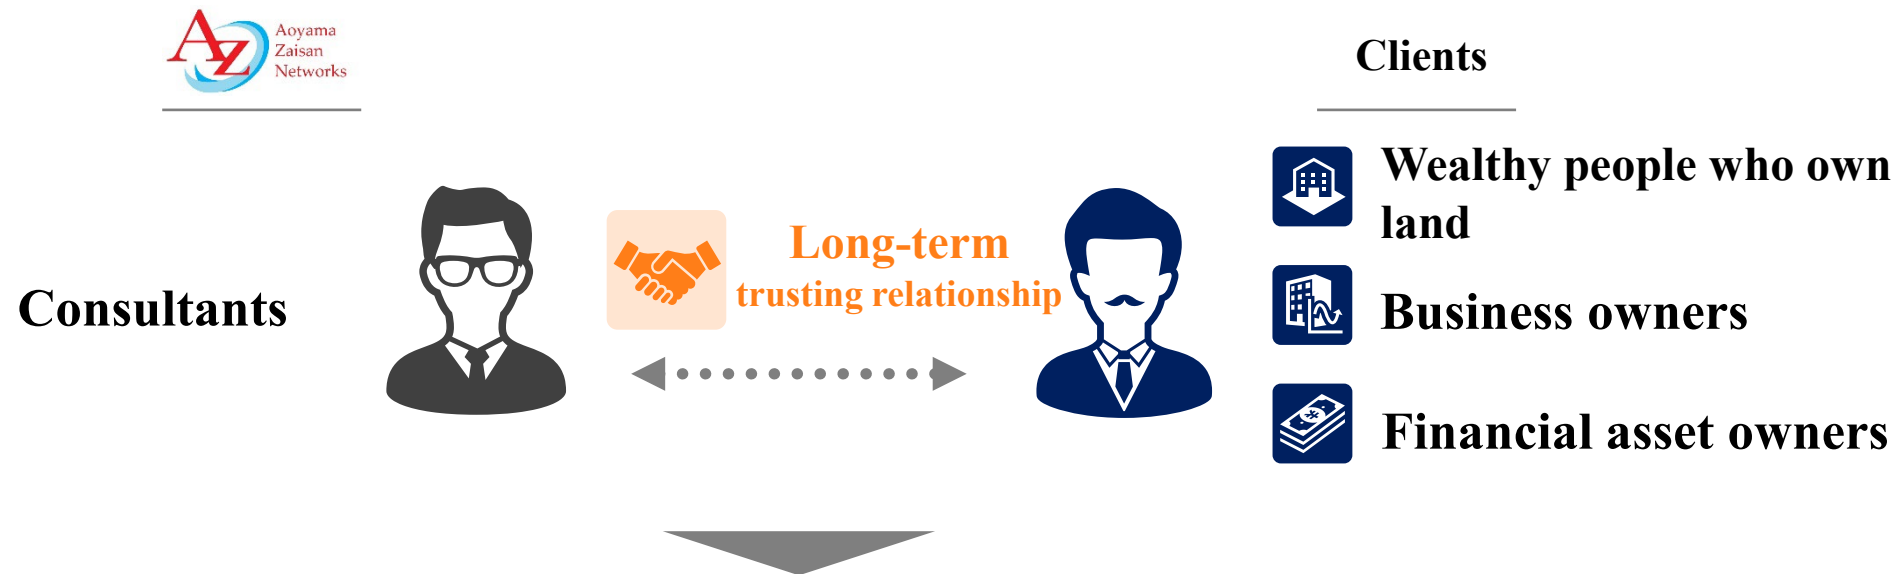 AZ
Aoyama
Zaisan
Networks
Clients
Consultants
Long-term
trusting relationship
Wealthy people who own
land
Business owners
Financial asset owners